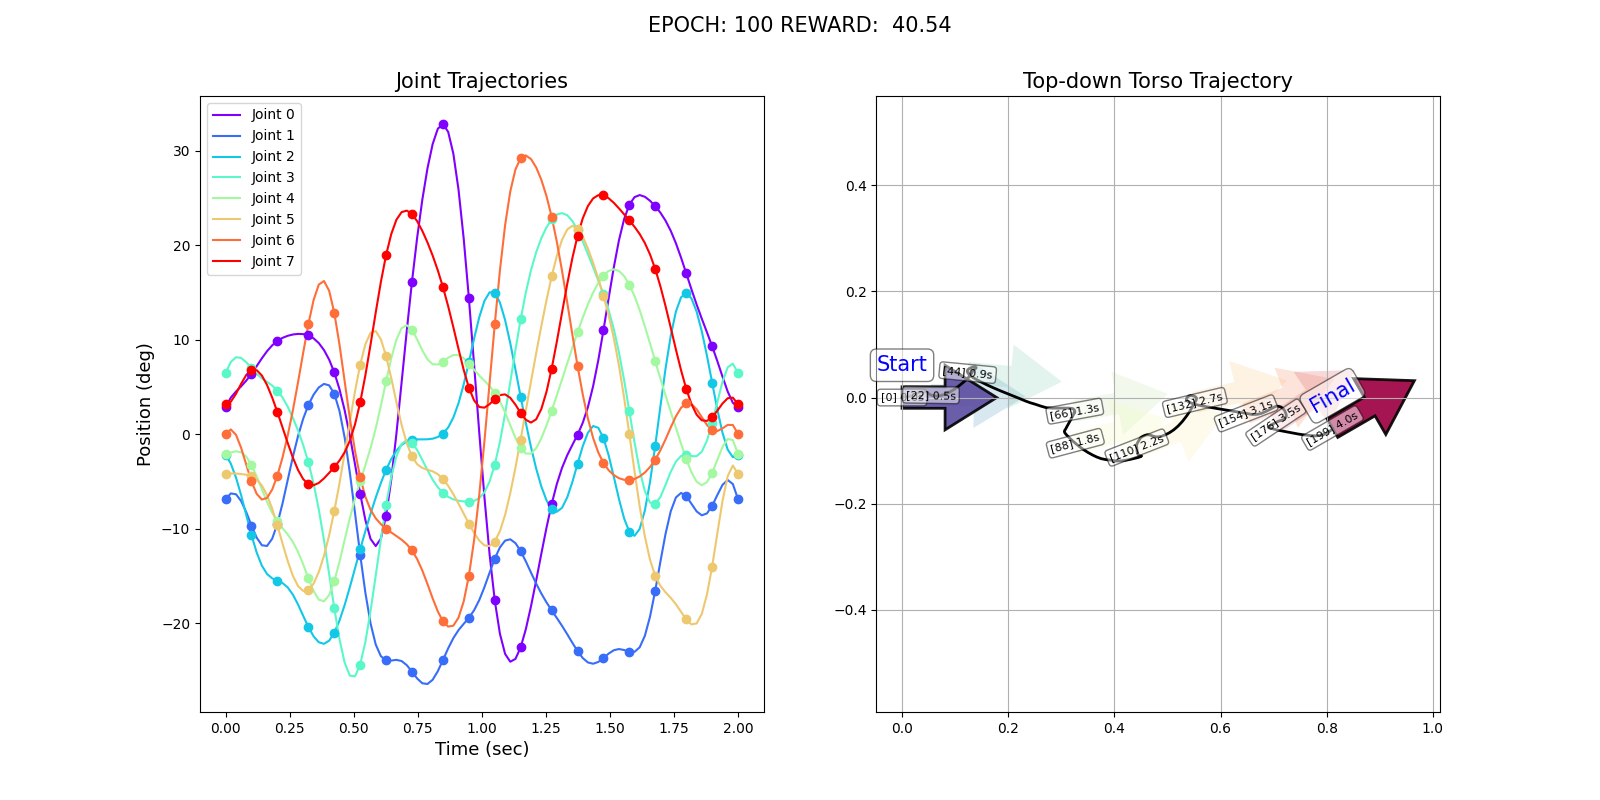 EPOCH: 100 REWARD:  40.54
Joint Trajectories
Joint 0
Joint 1
Joint 2
Joint 3
Joint 4
Joint 5
Joint 6
Joint 7
30
20
10
0
−10
−20
Position (deg)
0.00 0.25 0.50 0.75 1.00 1.25 1.50 1.75 2.00
Time (sec)
Top-down Torso Trajectory
0.4
0.2
0.0
−0.2
−0.4
Start
[0]
[22] 0.5s
[44] 0.9s
[66] 1.3s
[88] 1.8s
[110] 2.2s
[132] 2.7s
[154] 3.1s
[176] 3.5s
[199] 4.0s
Final
0.0 0.2 0.4 0.6 0.8 1.0